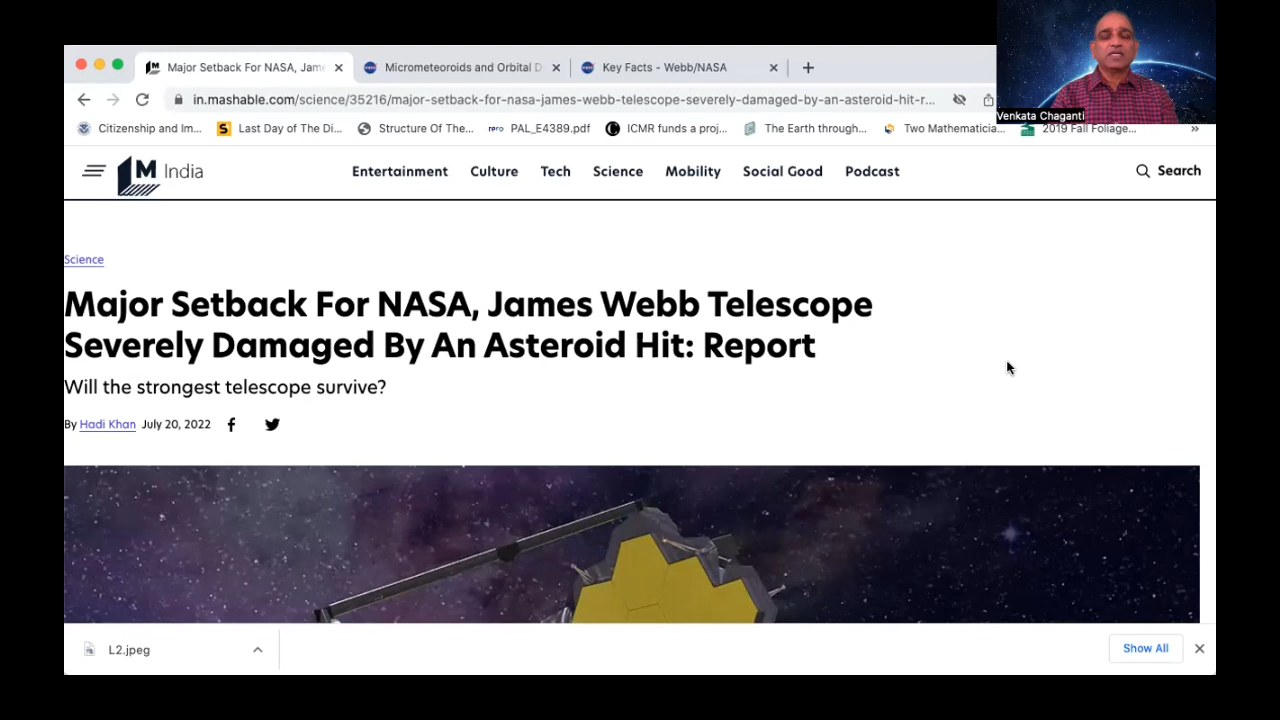 Venkata Chaganti
Major Setback For NASA, Jame
Micrometeoroids and Orbital D
Key Facts - Webb/NASA
in.mashable.com/science/35216/major-setback-for-nasa-james-webb-telescope-severely-damaged-by-an-asteroid-hit-r...
Citizenship and Im... Last Day of The Di... Structure Of The... PAL_E4389.pdf ICMR funds a proj... The Earth through... Two Mathematicia... 2019 Fall Foliage... »
M India Entertainment Culture Tech Science Mobility Social Good Podcast Search
Science
Major Setback For NASA, James Webb Telescope
Severely Damaged By An Asteroid Hit: Report
Will the strongest telescope survive?
By Hadi Khan July 20, 2022
L2.jpeg
Show All